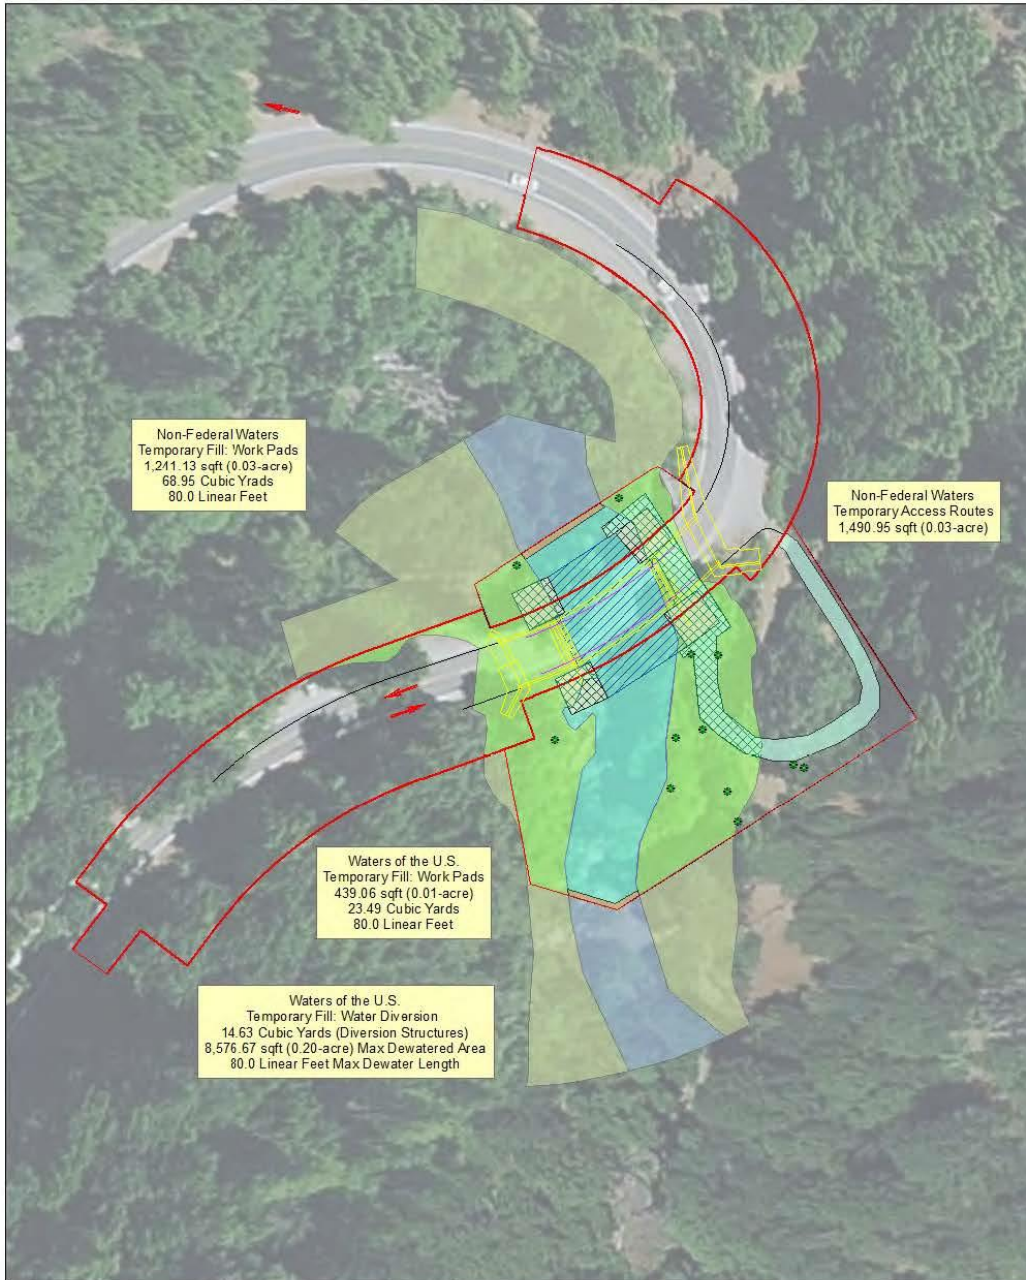 Non-Federal Waters
Temporary Fill: Work Pads
1,241.13 sqft (0.03-acre)
68.95 Cubic Yrads
80.0 Linear Feet
Non-Federal Waters
Temporary Access Routes
1,490.95 sqft (0.03-acre)
Waters of the U.S.
Temporary Fill: Work Pads
439.06 sqft (0.01-acre)
23.49 Cubic Yards
80.0 Linear Feet
Waters of the U.S.
Temporary Fill: Water Diversion
14.63 Cubic Yards (Diversion Structures)
8,576.67 sqft (0.20-acre) Max Dewatered Area
80.0 Linear Feet Max Dewater Length